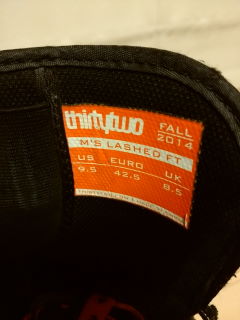 thirtytwo
FALL
2014
M'S LASHED FT
US EURO UK
9.5 42.5 8.5